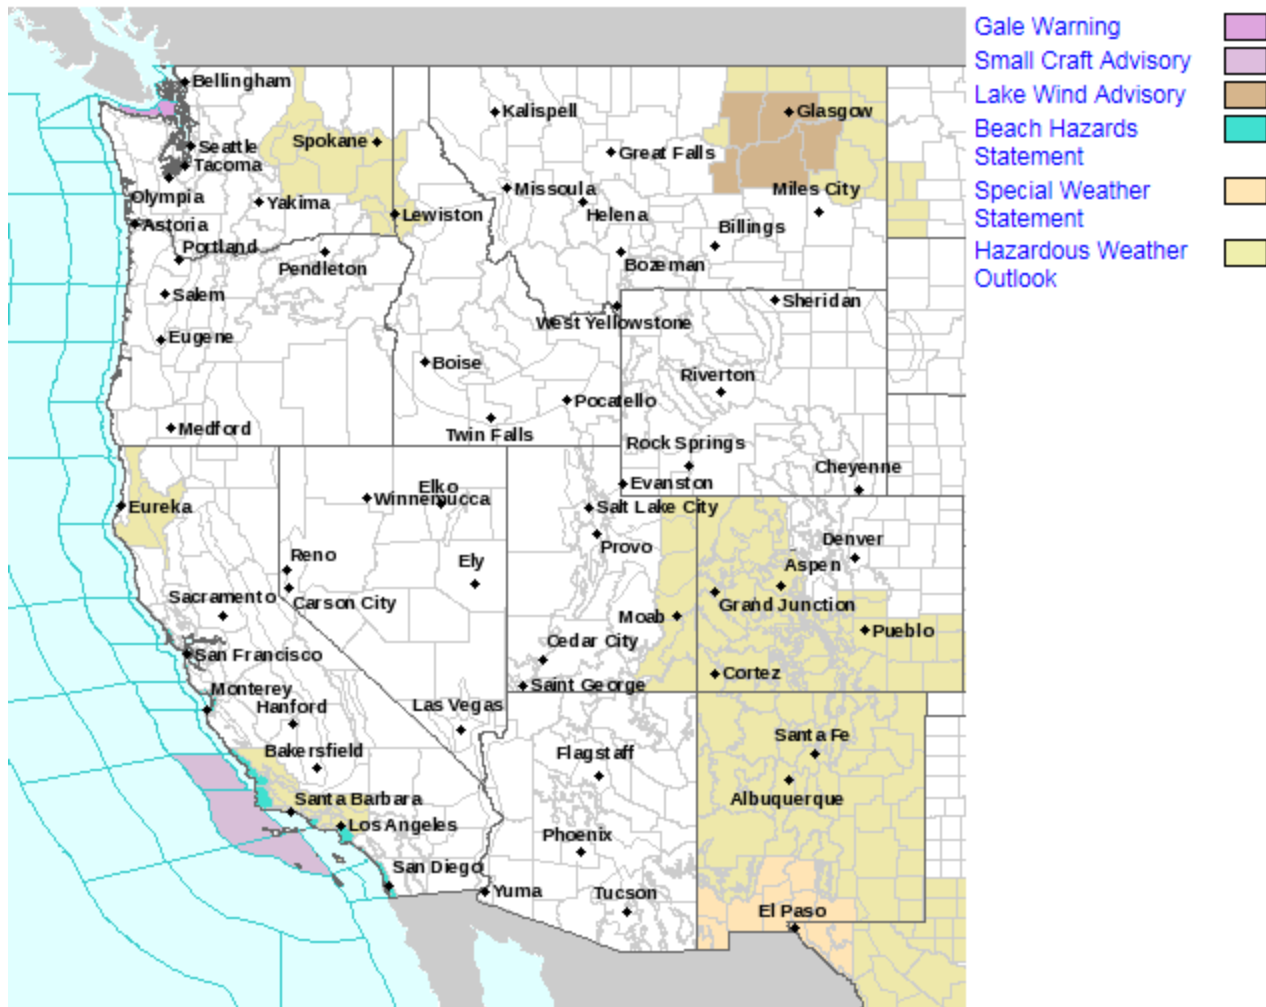 Gale Warning
Small Craft Advisory
Lake Wind Advisory
Beach Hazards
Statement
Special Weather
Statement
Hazardous Weather
Outlook
Bellingham
Kalispell
Glasgow
Seattle
Spokane
Great Falls
Tacoma
Missoula
Miles City
Olympia
Yakima
Lewiston
Helena
Astoria
Billings
Portland
Pendleton
Bozeman
Salem
Sheridan
West Yellowstone
Eugene
Boise
Riverton
Pocatello
Medford
Twin Falls
Rock Springs
Cheyenne
Evanston
Elko
Winnemucca
Eureka
Salt Lake City
Denver
Provo
Reno
Ely
Aspen
Sacramento
Carson City
Grand Junction
Moab
Pueblo
Cedar City
San Francisco
Cortez
Saint George
Monterey
Hanford
Las Vegas
Santa Fe
Bakersfield
Flagstaff
Santa Barbara
Albuquerque
Los Angeles
Phoenix
San Diego
Yuma
Tucson
El Paso